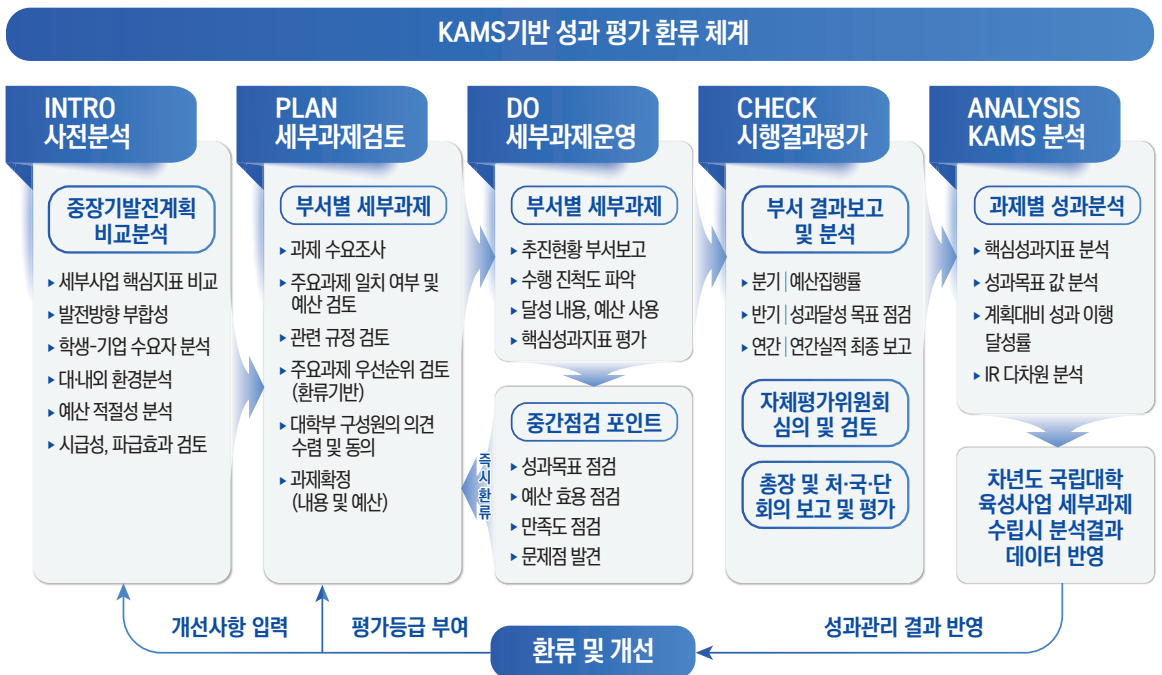 KAMS기반 성과 평가 환류 체계
INTRO
사전분석
중장기발전계획
비교분석
▸ 세부사업 핵심지표 비교
▸ 발전방향 부합성
▸ 학생-기업 수요자 분석
▸ 대·내외 환경분석
▸ 예산 적절성 분석
▸ 시급성, 파급효과 검토
PLAN
세부과제검토
부서별 세부과제
▸ 과제 수요조사
▸ 주요과제 일치 여부 및
예산 검토
▸ 관련 규정 검토
▸ 주요과제 우선순위 검토
(환류기반)
▸ 대학부 구성원의 의견
수렴 및 동의
▸ 과제확정
(내용 및 예산)
DO
세부과제운영
부서별 세부과제
▸ 추진현황 부서보고
▸ 수행 진척도 파악
▸ 달성 내용, 예산 사용
▸ 핵심성과지표 평가
중간점검 포인트
▸ 성과목표 점검
▸ 예산 효용 점검
▸ 만족도 점검
▸ 문제점 발견
즉시환류
CHECK
시행결과평가
부서 결과보고
및 분석
▸ 분기 | 예산집행률
▸ 반기 | 성과달성 목표 점검
▸ 연간 | 연간실적 최종 보고
자체평가위원회
심의 및 검토
총장 및 처·국·단
회의 보고 및 평가
ANALYSIS
KAMS 분석
과제별 성과분석
▸ 핵심성과지표 분석
▸ 성과목표 값 분석
▸ 계획대비 성과 이행
달성률
▸ IR 다차원 분석
차년도 국립대학
육성사업 세부과제
수립시 분석결과
데이터 반영
개선사항 입력
평가등급 부여
환류 및 개선
성과관리 결과 반영